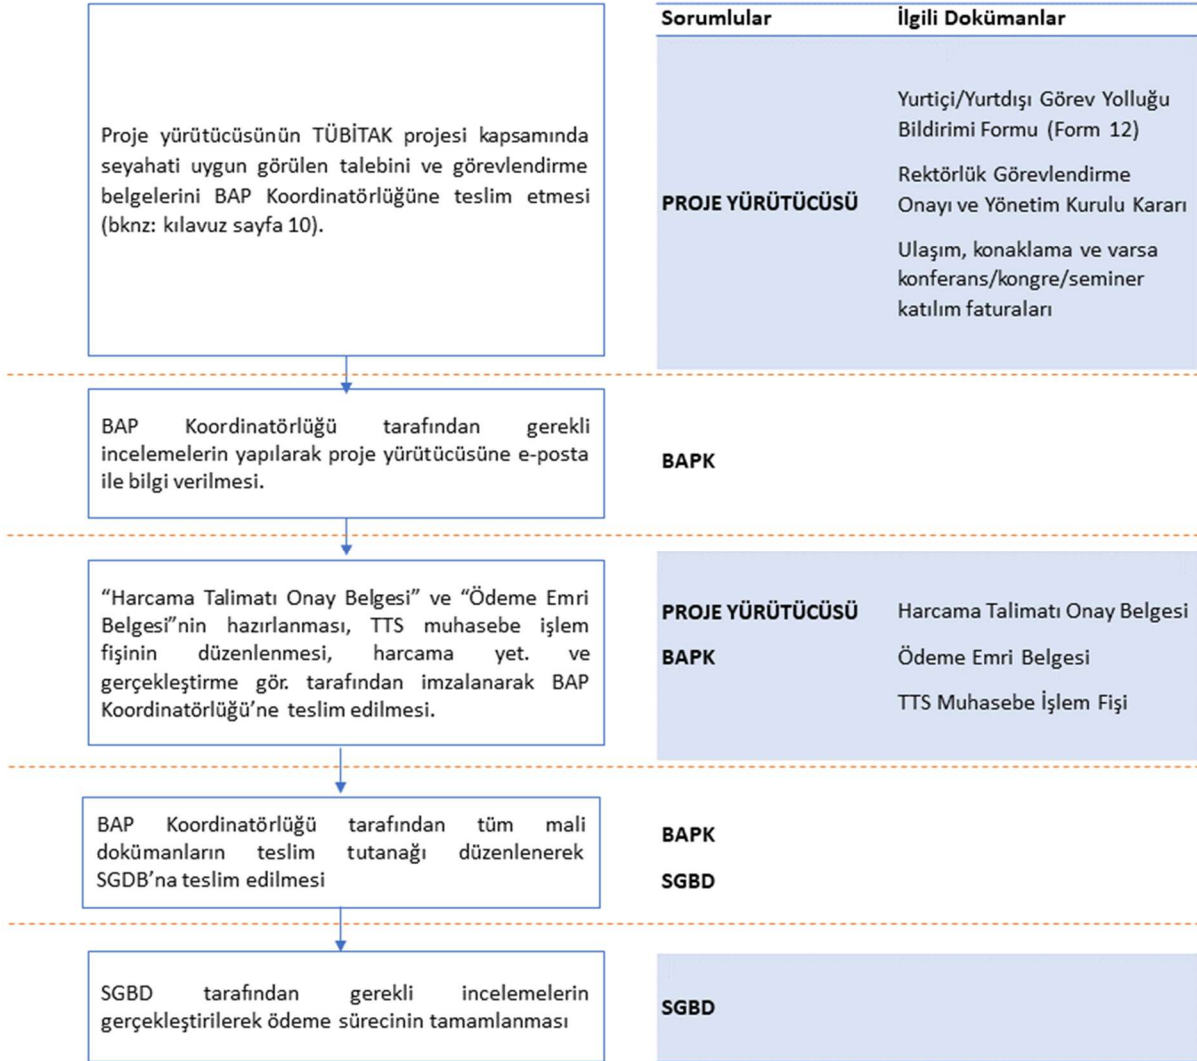 Sorumlular İlgili Dokümanlar
Proje yürütücüsünün TÜBİTAK projesi kapsamında
seyahati uygun görülen talebini ve görevlendirme
belgelerini BAP Koordinatörlüğüne teslim etmesi
(bknz: kılavuz sayfa 10).
PROJE YÜRÜTÜCÜSÜ
Yurtiçi/Yurtdışı Görev Yolluğu
Bildirimi Formu (Form 12)
Rektörlük Görevlendirme
Onayı ve Yönetim Kurulu Kararı
Ulaşım, konaklama ve varsa
konferans/kongre/seminer
katılım faturaları
BAP Koordinatörlüğü tarafından gerekli
incelemelerin yapılarak proje yürütücüsüne e-posta
ile bilgi verilmesi.
BAPK
“Harcama Talimatı Onay Belgesi” ve “Ödeme Emri
Belgesi”nin hazırlanması, TTS muhasebe işlem
fişinin düzenlenmesi, harcama yet. ve
gerçekleştirme gör. tarafından imzalanarak BAP
Koordinatörlüğü’ne teslim edilmesi.
PROJE YÜRÜTÜCÜSÜ
BAPK
Harcama Talimatı Onay Belgesi
Ödeme Emri Belgesi
TTS Muhasebe İşlem Fişi
BAP Koordinatörlüğü tarafından tüm mali
dokümanların teslim tutanağı düzenlenerek
SGDB’na teslim edilmesi
BAPK
SGBD
SGBD tarafından gerekli incelemelerin
gerçekleştirilerek ödeme sürecinin tamamlanması
SGBD